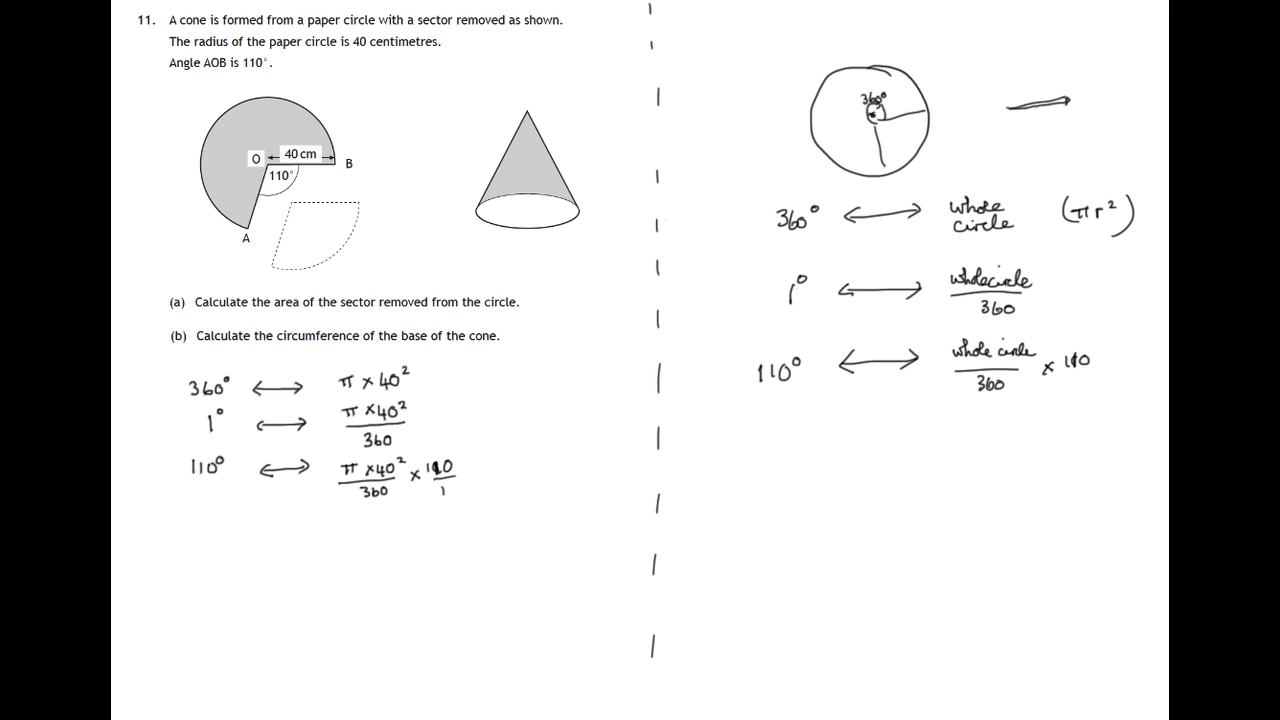 11. A cone is formed from a paper circle with a sector removed as shown.
The radius of the paper circle is 40 centimetres.
Angle AOB is 110°.
O 40 cm B
110°
A
(a) Calculate the area of the sector removed from the circle.
(b) Calculate the circumference of the base of the cone.
360° ⟷ π × 40²
1° ⟷ π × 40² / 360
110° ⟷ π × 40² / 360 × 110 / 1
360°
360° ⟷ whole circle (πr²)
1° ⟷ whole circle / 360
110° ⟷ whole circle / 360 × 110